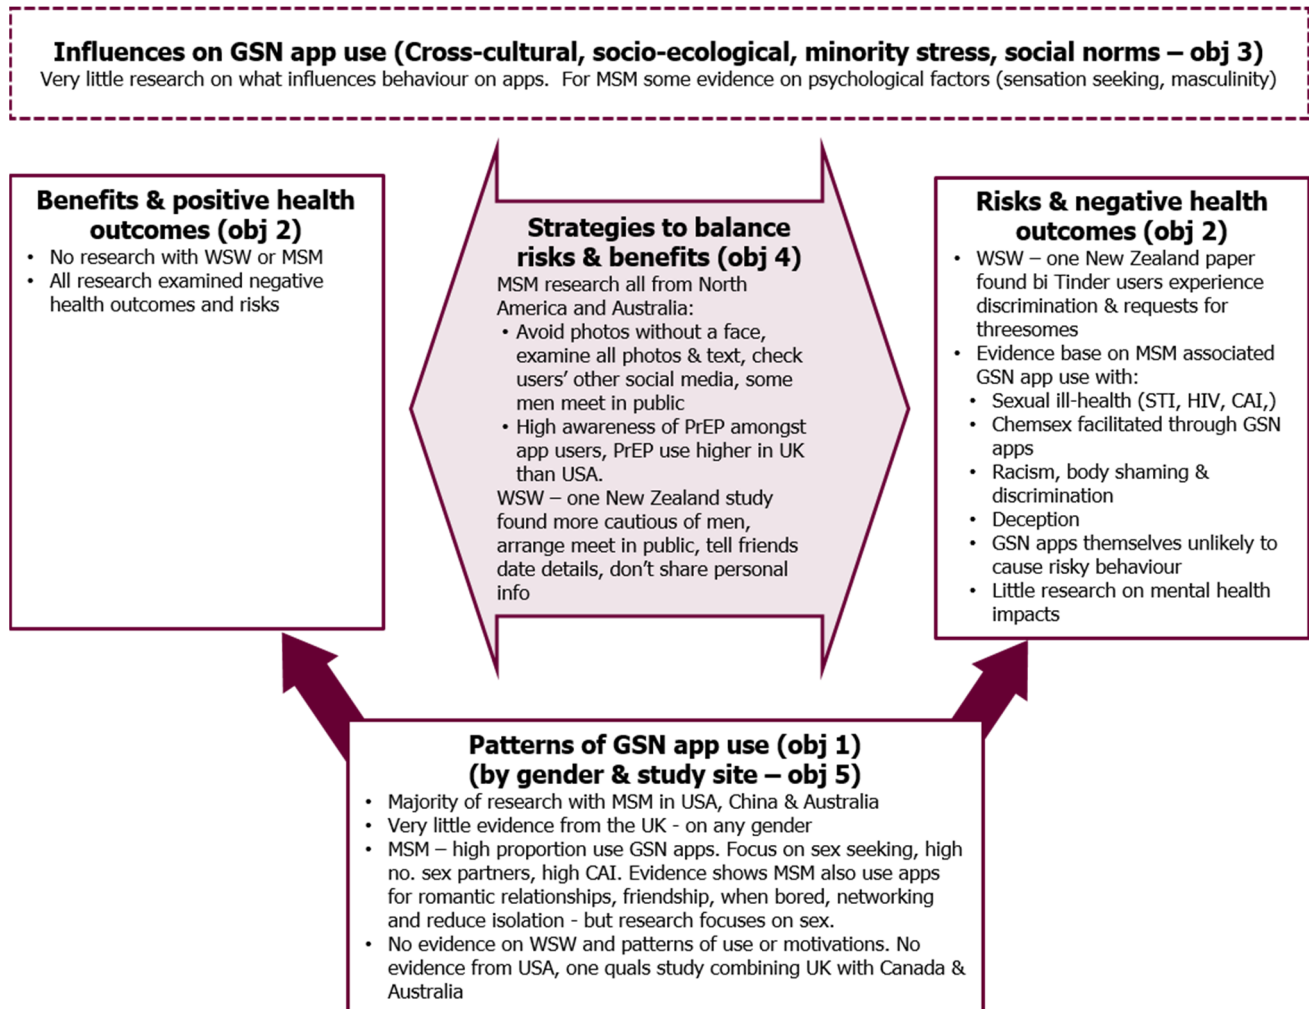 Influences on GSN app use (Cross-cultural, socio-ecological, minority stress, social norms – obj 3)
Very little research on what influences behaviour on apps.  For MSM some evidence on psychological factors (sensation seeking, masculinity)
Benefits & positive health
outcomes (obj 2)
• No research with WSW or MSM
• All research examined negative
health outcomes and risks
Strategies to balance
risks & benefits (obj 4)
MSM research all from North
America and Australia:
• Avoid photos without a face,
examine all photos & text, check
users’ other social media, some
men meet in public
• High awareness of PrEP amongst
app users, PrEP use higher in UK
than USA.
WSW – one New Zealand study
found more cautious of men,
arrange meet in public, tell friends
date details, don’t share personal
info
Risks & negative health
outcomes (obj 2)
• WSW – one New Zealand paper
found bi Tinder users experience
discrimination & requests for
threesomes
• Evidence base on MSM associated
GSN app use with:
• Sexual ill-health (STI, HIV, CAI,)
• Chemsex facilitated through GSN
apps
• Racism, body shaming &
discrimination
• Deception
• GSN apps themselves unlikely to
cause risky behaviour
• Little research on mental health
impacts
Patterns of GSN app use (obj 1)
(by gender & study site – obj 5)
• Majority of research with MSM in USA, China & Australia
• Very little evidence from the UK - on any gender
• MSM – high proportion use GSN apps. Focus on sex seeking, high
no. sex partners, high CAI. Evidence shows MSM also use apps
for romantic relationships, friendship, when bored, networking
and reduce isolation - but research focuses on sex.
• No evidence on WSW and patterns of use or motivations. No
evidence from USA, one quals study combining UK with Canada &
Australia